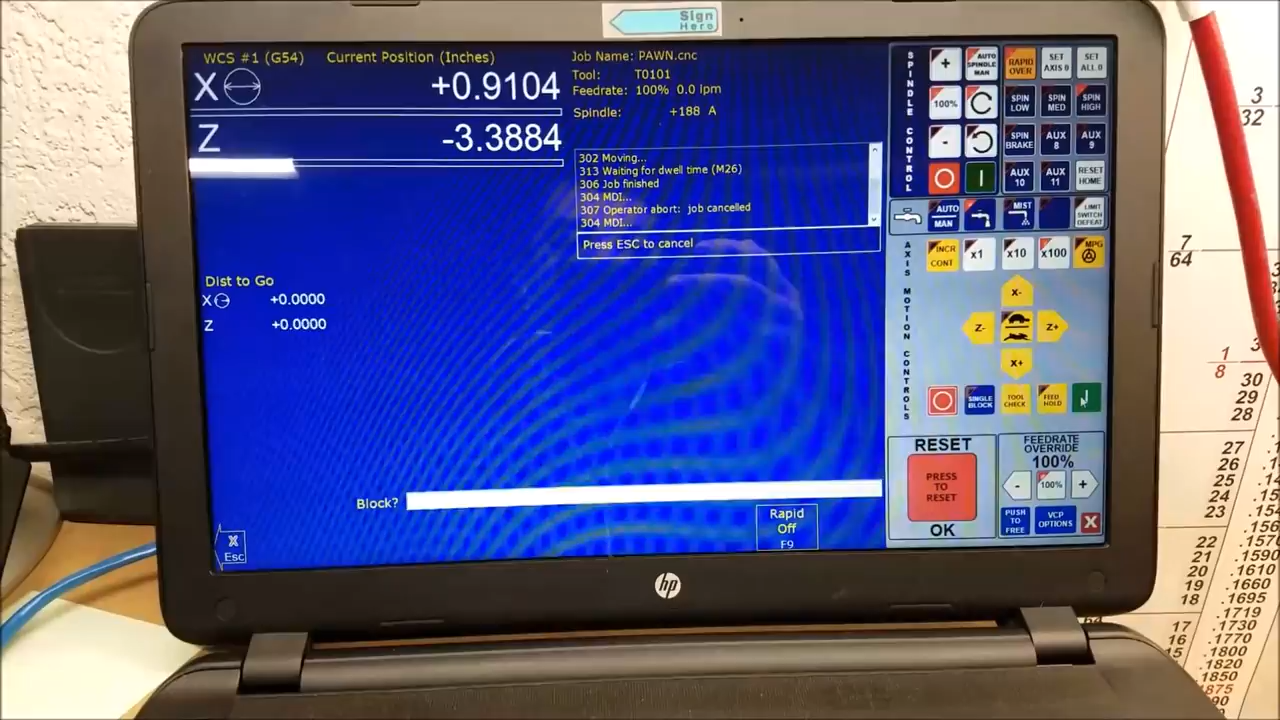 Sign
Hero
WCS #1 (G54) Current Position (Inches)
X +0.9104
Z -3.3884
Job Name: PAWN.cnc
Tool: T0101
Feedrate: 100% 0.0 ipm
Spindle: +188 A
302 Moving...
313 Waiting for dwell time (M26)
306 Job finished
304 MDI...
307 Operator abort: job cancelled
304 MDI...
Press ESC to cancel
Dist to Go
X +0.0000
Z +0.0000
Block?
Rapid
Off
F9
X
Esc
SPINDLE CONTROL
+
AUTO
SPINDLE
MAN
RAPID
OVER
SET
AXIS 0
SET
ALL 0
100%
SPIN
LOW
SPIN
MED
SPIN
HIGH
-
SPIN
BRAKE
AUX
8
AUX
9
AUX
10
AUX
11
RESET
HOME
AUTO
MAN
MIST
LIMIT
SWITCH
DEFEAT
AXIS MOTION CONTROLS
INCR
CONT
x1
x10
x100
MPG
X-
Z-
Z+
X+
SINGLE
BLOCK
TOOL
CHECK
FEED
HOLD
RESET
PRESS
TO
RESET
OK
FEEDRATE
OVERRIDE
100%
-
100%
+
PUSH
TO
FREE
VCP
OPTIONS
X
hp
3
32
7
64
1
8
30
29
28
27
26
25
24
23
22
21
20
19
18
17
16
15
.1570
.1590
.1610
.1660
.1695
.1719
.1730
.1770
.1800
.1820
.1850